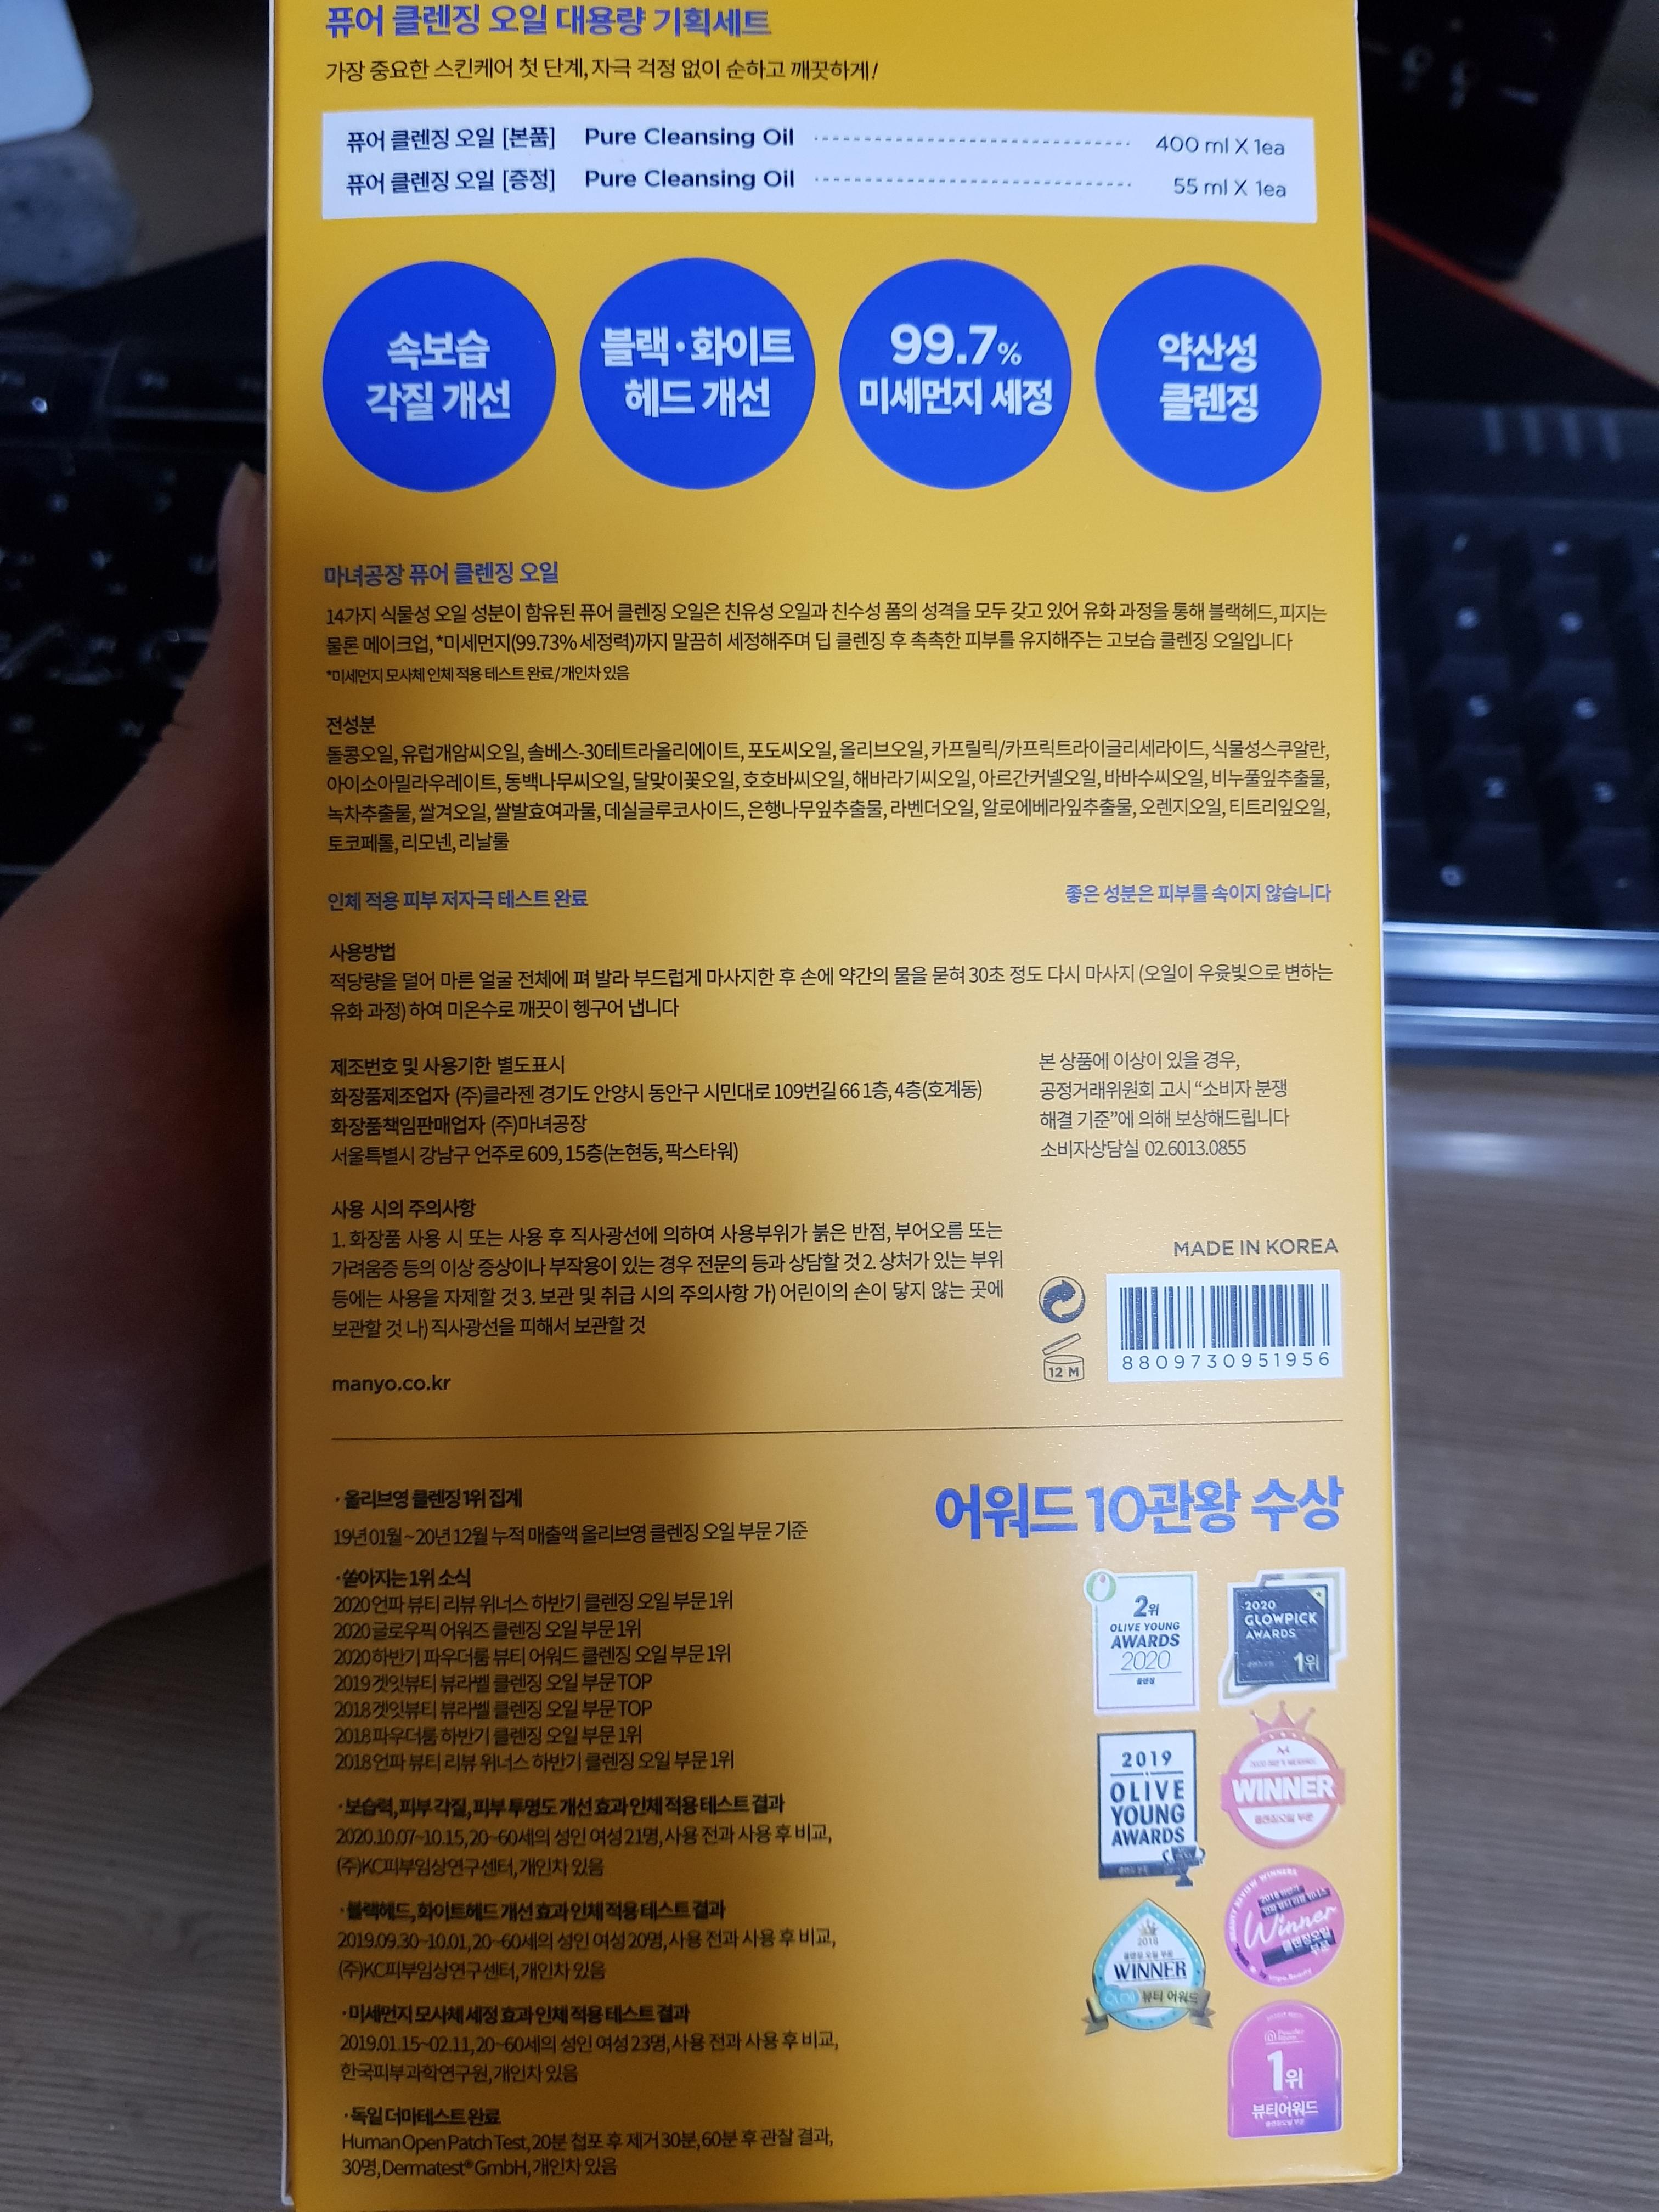 퓨어 클렌징 오일 대용량 기획세트
가장 중요한 스킨케어 첫 단계, 자극 걱정 없이 순하고 깨끗하게!
퓨어 클렌징 오일 [본품] Pure Cleansing Oil 400 ml X 1ea
퓨어 클렌징 오일 [증정] Pure Cleansing Oil 55 ml X 1ea
속보습
각질 개선
블랙·화이트
헤드 개선
99.7%
미세먼지 세정
약산성
클렌징
마녀공장 퓨어 클렌징 오일
14가지 식물성 오일 성분이 함유된 퓨어 클렌징 오일은 친유성 오일과 친수성 폼의 성격을 모두 갖고 있어 유화 과정을 통해 블랙헤드, 피지는
물론 메이크업, *미세먼지(99.73% 세정력)까지 말끔히 세정해주며 딥 클렌징 후 촉촉한 피부를 유지해주는 고보습 클렌징 오일입니다
*미세먼지 모사체 인체 적용 테스트 완료 / 개인차 있음
전성분
돌콩오일, 유럽개암씨오일, 솔베스-30테트라올리에이트, 포도씨오일, 올리브오일, 카프릴릭/카프릭트라이글리세라이드, 식물성스쿠알란,
아이소아밀라우레이트, 동백나무씨오일, 달맞이꽃오일, 호호바씨오일, 해바라기씨오일, 아르간커넬오일, 바바수씨오일, 비누풀잎추출물,
녹차추출물, 쌀겨오일, 쌀발효여과물, 데실글루코사이드, 은행나무잎추출물, 라벤더오일, 알로에베라잎추출물, 오렌지오일, 티트리잎오일,
토코페롤, 리모넨, 리날룰
인체 적용 피부 저자극 테스트 완료
좋은 성분은 피부를 속이지 않습니다
사용방법
적당량을 덜어 마른 얼굴 전체에 펴 발라 부드럽게 마사지한 후 손에 약간의 물을 묻혀 30초 정도 다시 마사지 (오일이 우윳빛으로 변하는
유화 과정) 하여 미온수로 깨끗이 헹구어 냅니다
제조번호 및 사용기한 별도표시
화장품제조업자 (주)클라젠 경기도 안양시 동안구 시민대로 109번길 66 1층, 4층(호계동)
화장품책임판매업자 (주)마녀공장
서울특별시 강남구 언주로 609, 15층(논현동, 팍스타워)
본 상품에 이상이 있을 경우,
공정거래위원회 고시 “소비자 분쟁
해결 기준”에 의해 보상해드립니다
소비자상담실 02.6013.0855
사용 시의 주의사항
1. 화장품 사용 시 또는 사용 후 직사광선에 의하여 사용부위가 붉은 반점, 부어오름 또는
가려움증 등의 이상 증상이나 부작용이 있는 경우 전문의 등과 상담할 것 2. 상처가 있는 부위
등에는 사용을 자제할 것 3. 보관 및 취급 시의 주의사항 가) 어린이의 손이 닿지 않는 곳에
보관할 것 나) 직사광선을 피해서 보관할 것
manyo.co.kr
MADE IN KOREA
12 M
8809730951956
· 올리브영 클렌징 1위 집계
19년 01월 ~ 20년 12월 누적 매출액 올리브영 클렌징 오일 부문 기준
· 쏟아지는 1위 소식
2020 언파 뷰티 리뷰 위너스 하반기 클렌징 오일 부문 1위
2020 글로우픽 어워즈 클렌징 오일 부문 1위
2020 하반기 파우더룸 뷰티 어워드 클렌징 오일 부문 1위
2019 겟잇뷰티 뷰라벨 클렌징 오일 부문 TOP
2018 겟잇뷰티 뷰라벨 클렌징 오일 부문 TOP
2018 파우더룸 하반기 클렌징 오일 부문 1위
2018 언파 뷰티 리뷰 위너스 하반기 클렌징 오일 부문 1위
· 보습력, 피부 각질, 피부 투명도 개선 효과 인체 적용 테스트 결과
2020.10.07~10.15, 20~60세의 성인 여성 21명, 사용 전과 사용 후 비교,
(주)KC피부임상연구센터, 개인차 있음
· 블랙헤드, 화이트헤드 개선 효과 인체 적용 테스트 결과
2019.09.30~10.01, 20~60세의 성인 여성 20명, 사용 전과 사용 후 비교,
(주)KC피부임상연구센터, 개인차 있음
· 미세먼지 모사체 세정 효과 인체 적용 테스트 결과
2019.01.15~02.11, 20~60세의 성인 여성 23명, 사용 전과 사용 후 비교,
한국피부과학연구원, 개인차 있음
· 독일 더마테스트 완료
Human Open Patch Test, 20분 첩포 후 제거 30분, 60분 후 관찰 결과,
30명, Dermatest® GmbH, 개인차 있음
어워드 10관왕 수상
2위
OLIVE YOUNG
AWARDS
2020
클렌징
2020
GLOWPICK
AWARDS
1위
2019
OLIVE
YOUNG
AWARDS
WINNER
클렌징오일 부문
2018
클렌징 오일 부문
WINNER
뷰티 어워드
BEAUTY REVIEW WINNERS
Winner
클렌징오일
부문
1위
뷰티어워드